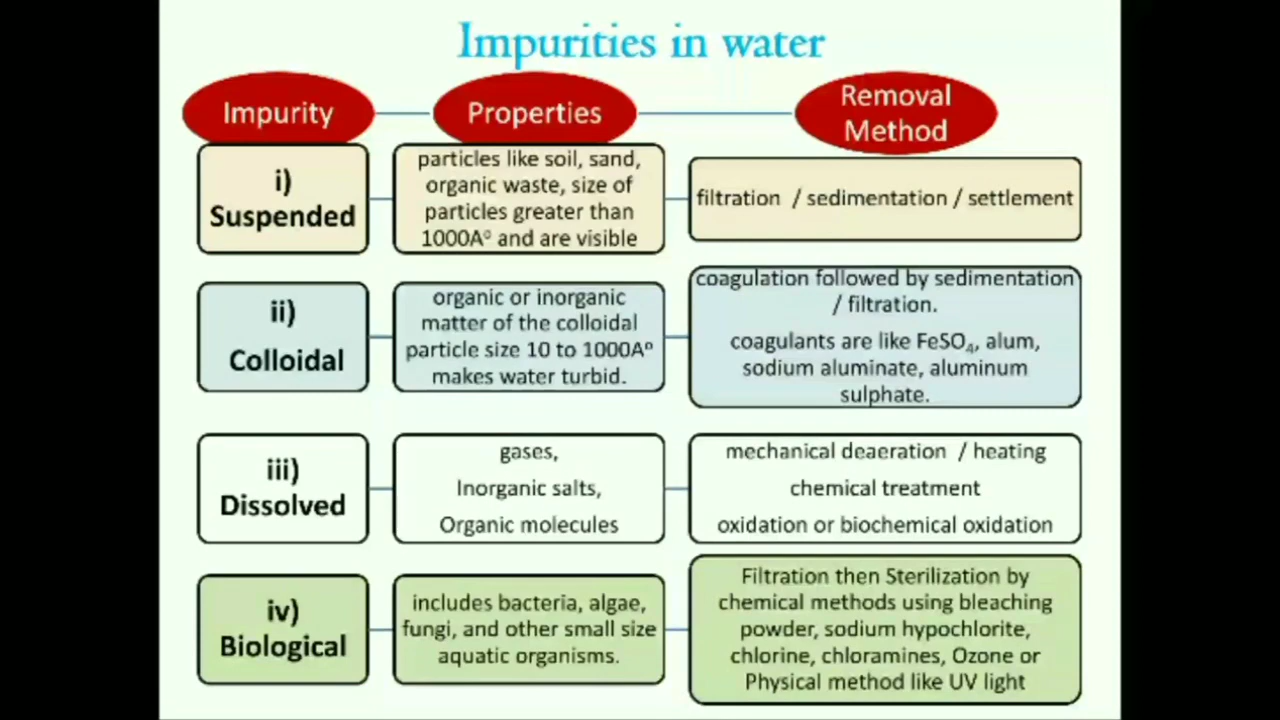 Impurities in water
Impurity
Properties
Removal
Method
i)
Suspended
particles like soil, sand,
organic waste, size of
particles greater than
1000Aº and are visible
filtration / sedimentation / settlement
ii)
Colloidal
organic or inorganic
matter of the colloidal
particle size 10 to 1000Aº
makes water turbid.
coagulation followed by sedimentation
/ filtration.
coagulants are like FeSO₄, alum,
sodium aluminate, aluminum
sulphate.
iii)
Dissolved
gases,
Inorganic salts,
Organic molecules
mechanical deaeration / heating
chemical treatment
oxidation or biochemical oxidation
iv)
Biological
includes bacteria, algae,
fungi, and other small size
aquatic organisms.
Filtration then Sterilization by
chemical methods using bleaching
powder, sodium hypochlorite,
chlorine, chloramines, Ozone or
Physical method like UV light